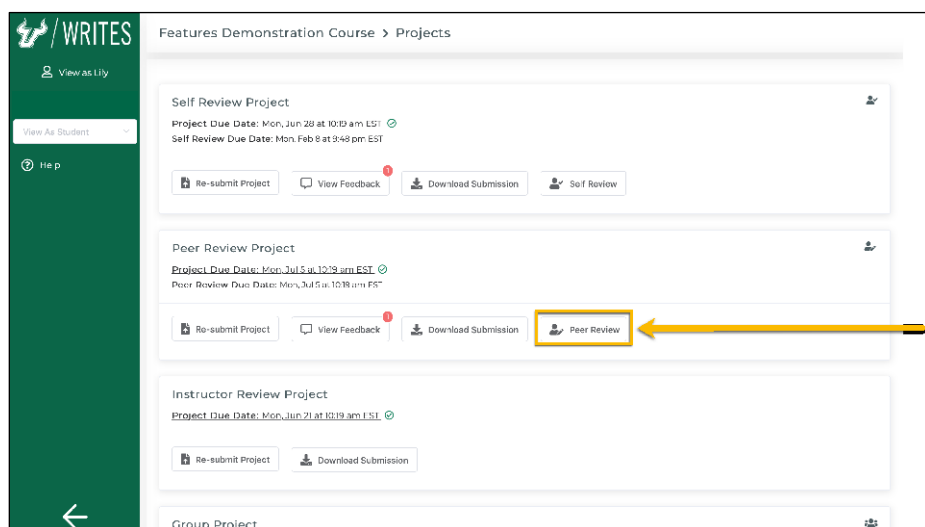 /WRITES
View as Lily
View As Student
Help
Features Demonstration Course > Projects
Self Review Project
Project Due Date: Mon, Jun 28 at 10:19 am EST
Self Review Due Date: Mon, Feb 8 at 9:48 pm EST
Re-submit Project
1
View Feedback
Download Submission
Self Review
Peer Review Project
Project Due Date: Mon, Jul 5 at 10:19 am EST
Peer Review Due Date: Mon, Jul 5 at 10:19 am EST
Re-submit Project
1
View Feedback
Download Submission
Peer Review
Instructor Review Project
Project Due Date: Mon, Jun 21 at 10:19 am EST
Re-submit Project
Download Submission
Group Project